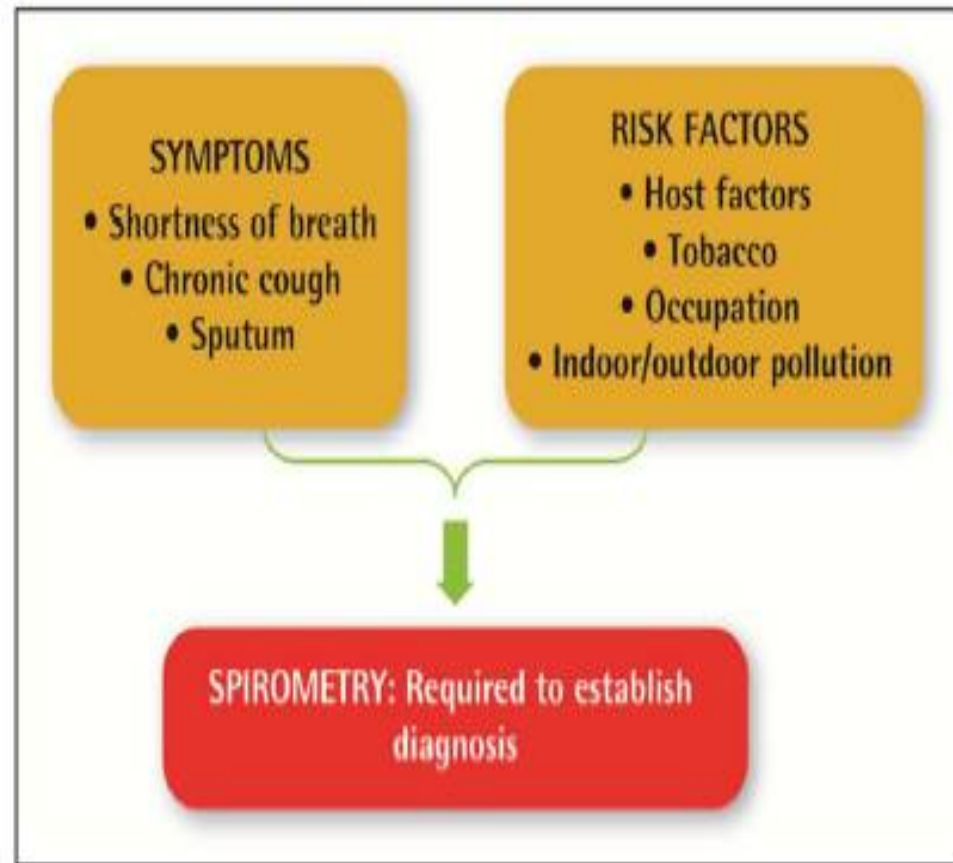 SYMPTOMS
• Shortness of breath
• Chronic cough
• Sputum
RISK FACTORS
• Host factors
• Tobacco
• Occupation
• Indoor/outdoor pollution
SPIROMETRY: Required to establish
diagnosis